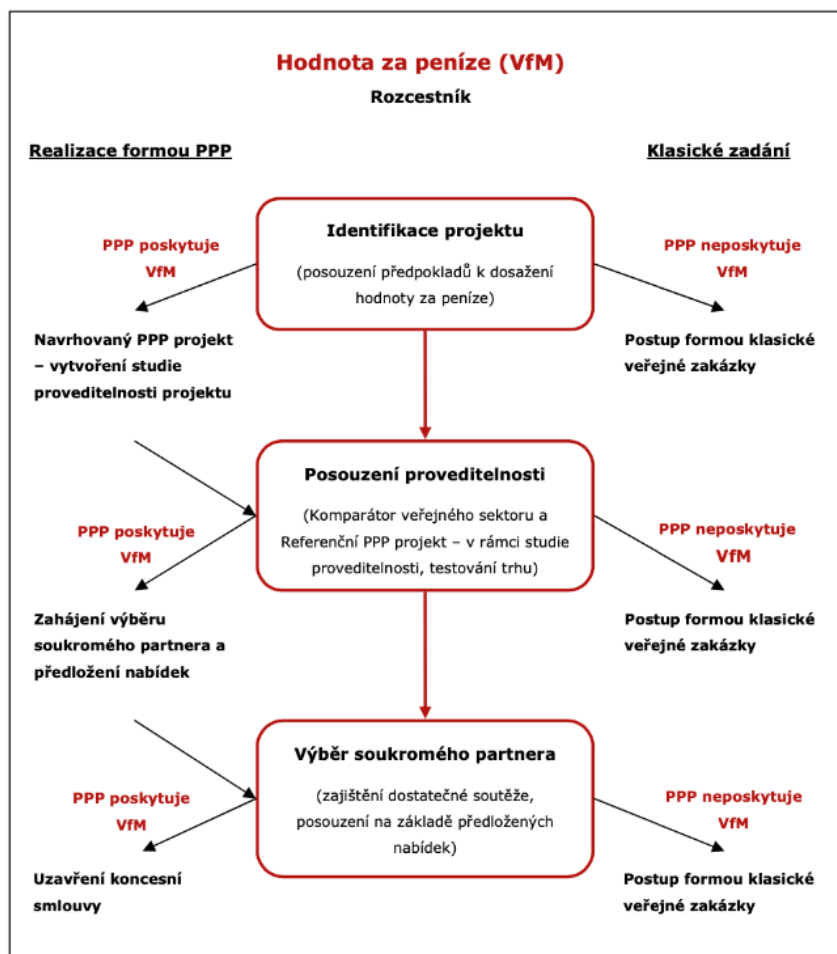 Hodnota za peníze (VfM)
Rozcestník
Realizace formou PPP
Klasické zadání
Identifikace projektu
(posouzení předpokladů k dosažení
hodnoty za peníze)
PPP poskytuje
VfM
PPP neposkytuje
VfM
Navrhovaný PPP projekt
– vytvoření studie
proveditelnosti projektu
Postup formou klasické
veřejné zakázky
Posouzení proveditelnosti
(Komparátor veřejného sektoru a
Referenční PPP projekt – v rámci studie
proveditelnosti, testování trhu)
PPP poskytuje
VfM
PPP neposkytuje
VfM
Zahájení výběru
soukromého partnera a
předložení nabídek
Postup formou klasické
veřejné zakázky
Výběr soukromého partnera
(zajištění dostatečné soutěže,
posouzení na základě předložených
nabídek)
PPP poskytuje
VfM
PPP neposkytuje
VfM
Uzavření koncesní
smlouvy
Postup formou klasické
veřejné zakázky